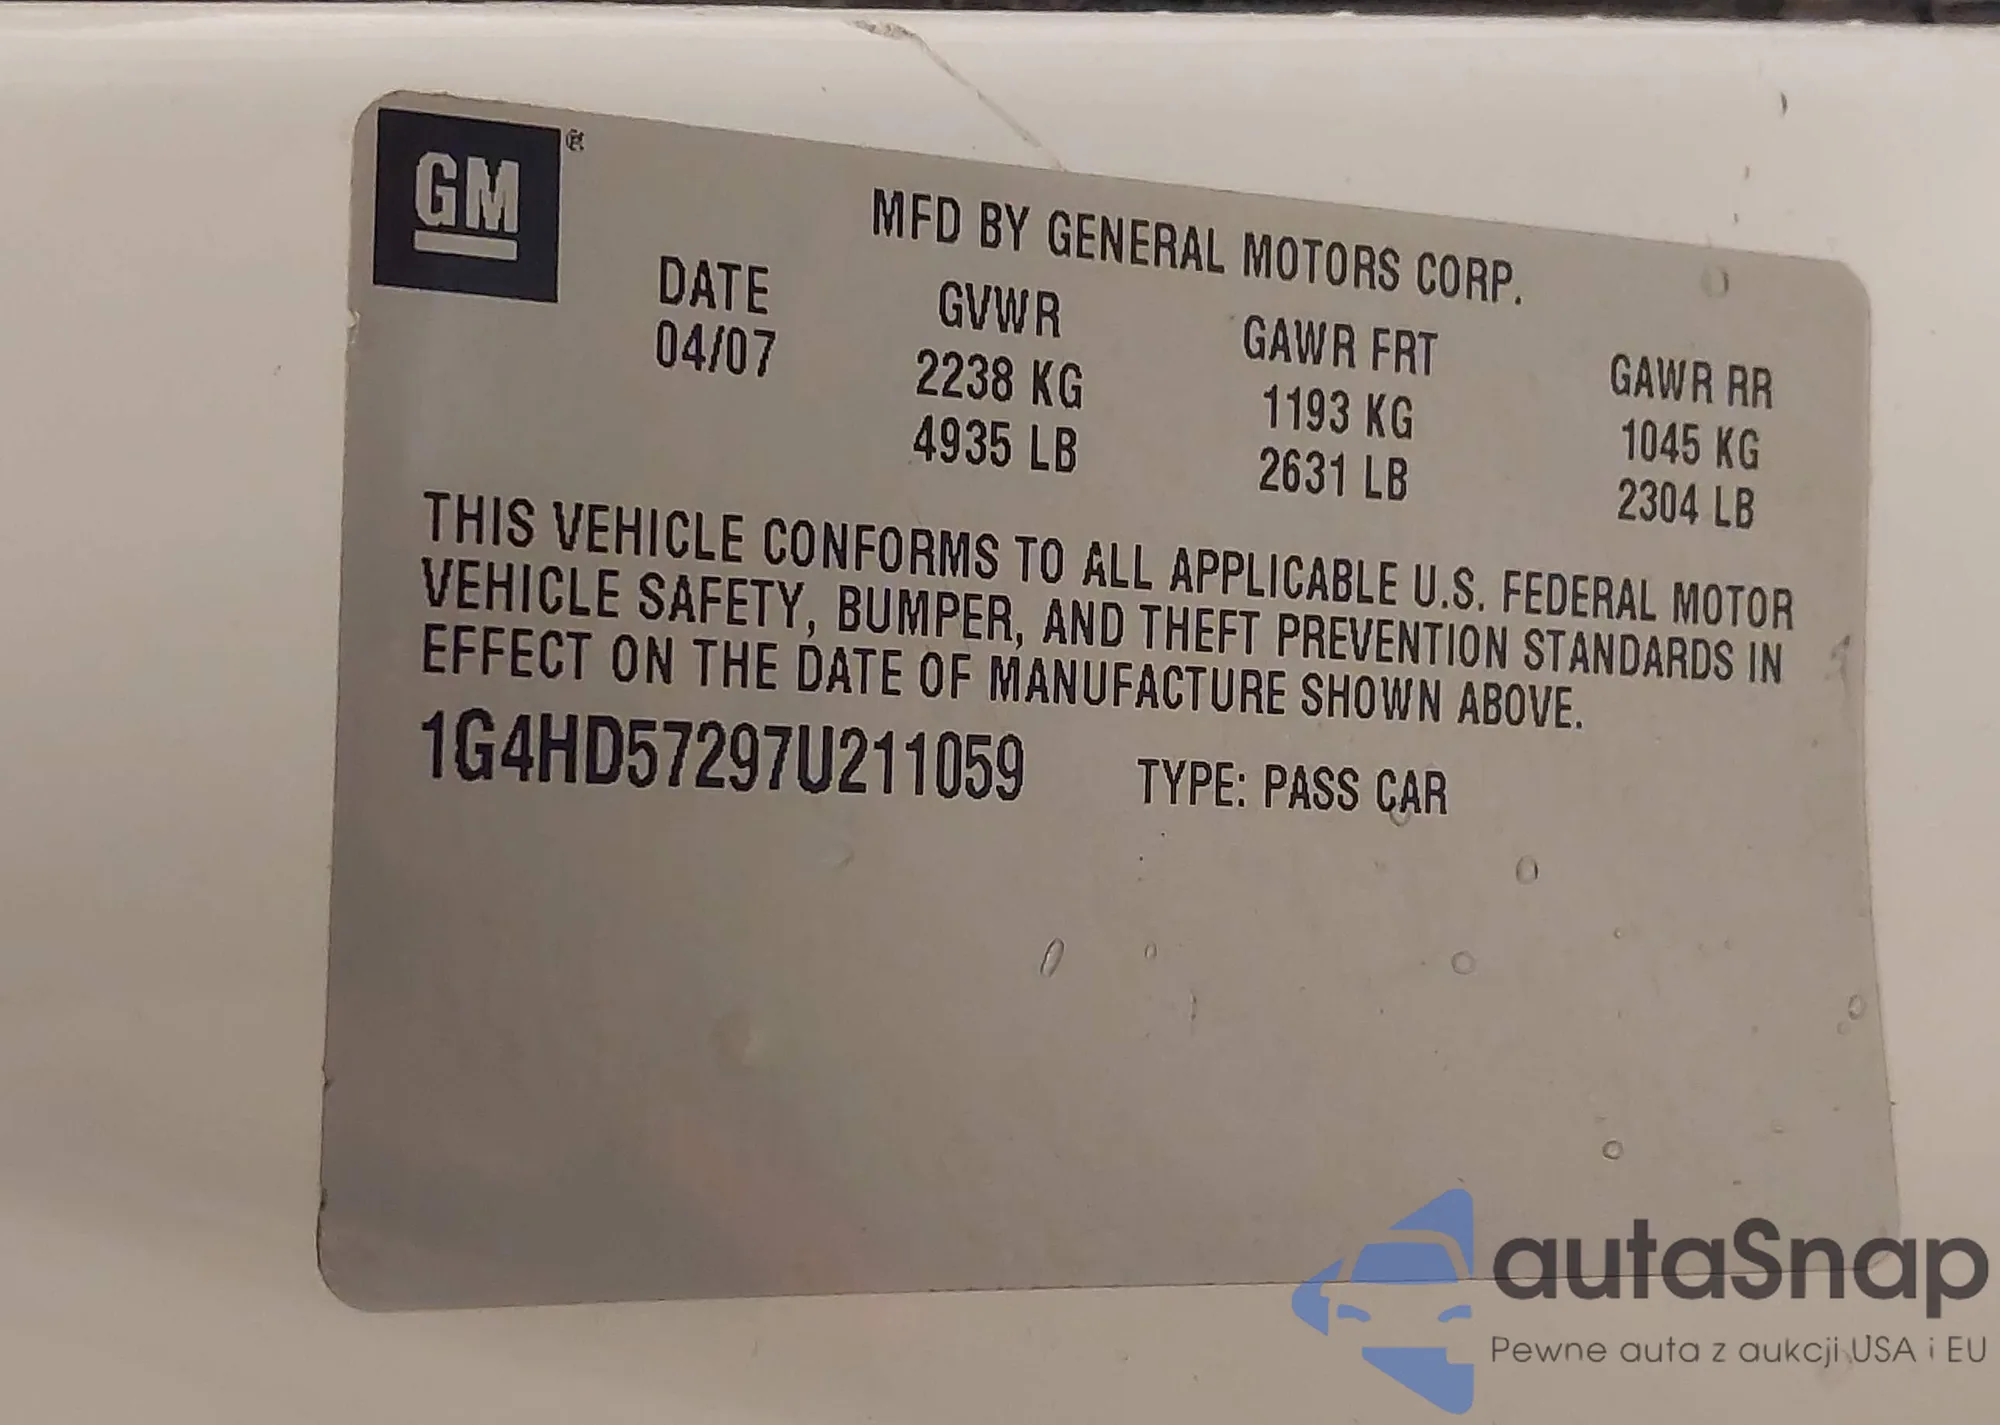 GM ®
MFD BY GENERAL MOTORS CORP.
DATE GVWR GAWR FRT GAWR RR
04/07 2238 KG 1193 KG 1045 KG
4935 LB 2631 LB 2304 LB
THIS VEHICLE CONFORMS TO ALL APPLICABLE U.S. FEDERAL MOTOR
VEHICLE SAFETY, BUMPER, AND THEFT PREVENTION STANDARDS IN
EFFECT ON THE DATE OF MANUFACTURE SHOWN ABOVE.
1G4HD57297U211059 TYPE: PASS CAR
autaSnap
Pewne auta z aukcji USA i EU